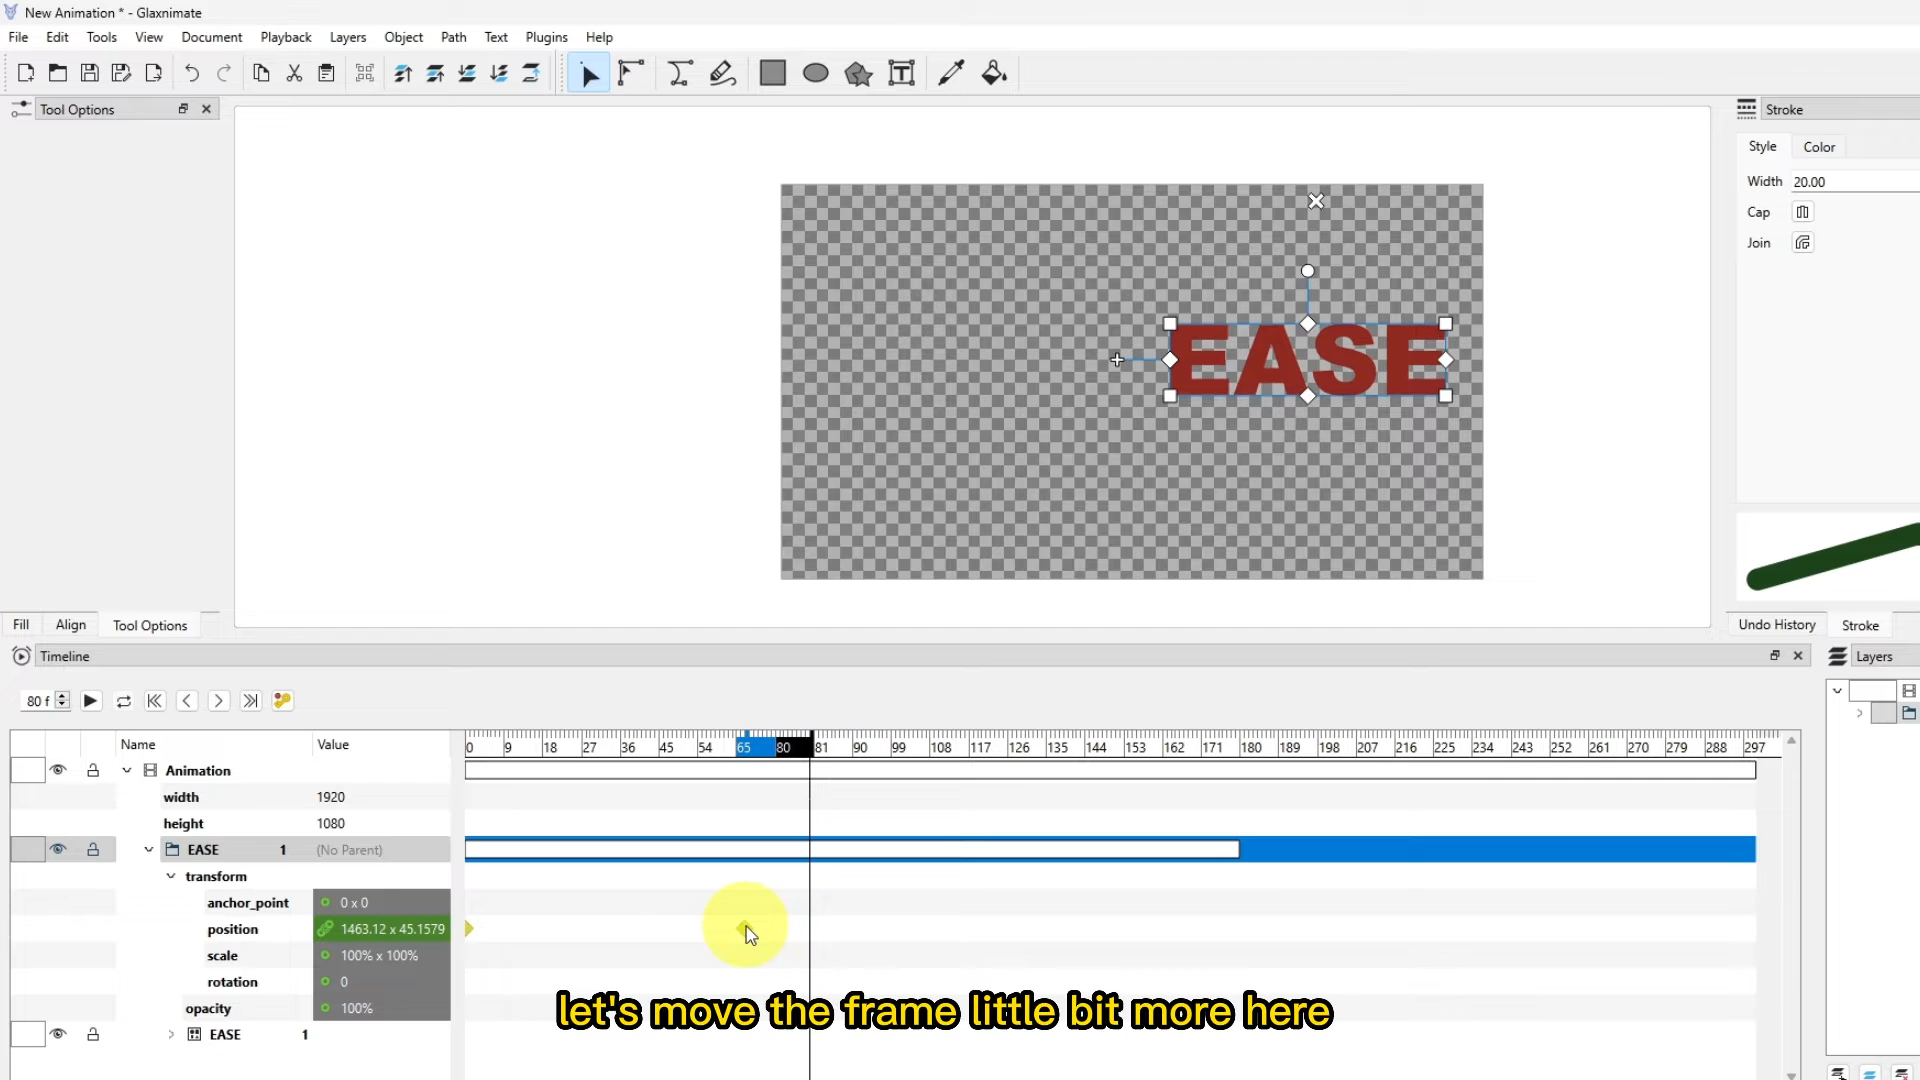 New Animation * - Glaxnimate
File Edit Tools View Document Playback Layers Object Path Text Plugins Help
Tool Options
Stroke
Style Color
Width 20.00
Cap
Join
EASE
Fill Align Tool Options
Undo History Stroke
Timeline
Layers
80 f
Name Value
0 9 18 27 36 45 54 65 80 81 90 99 108 117 126 135 144 153 162 171 180 189 198 207 216 225 234 243 252 261 270 279 288 297
Animation
width 1920
height 1080
EASE 1 (No Parent)
transform
anchor_point 0 x 0
position 1463.12 x 45.1579
scale 100% x 100%
rotation 0
opacity 100%
let's move the frame little bit more here
EASE 1